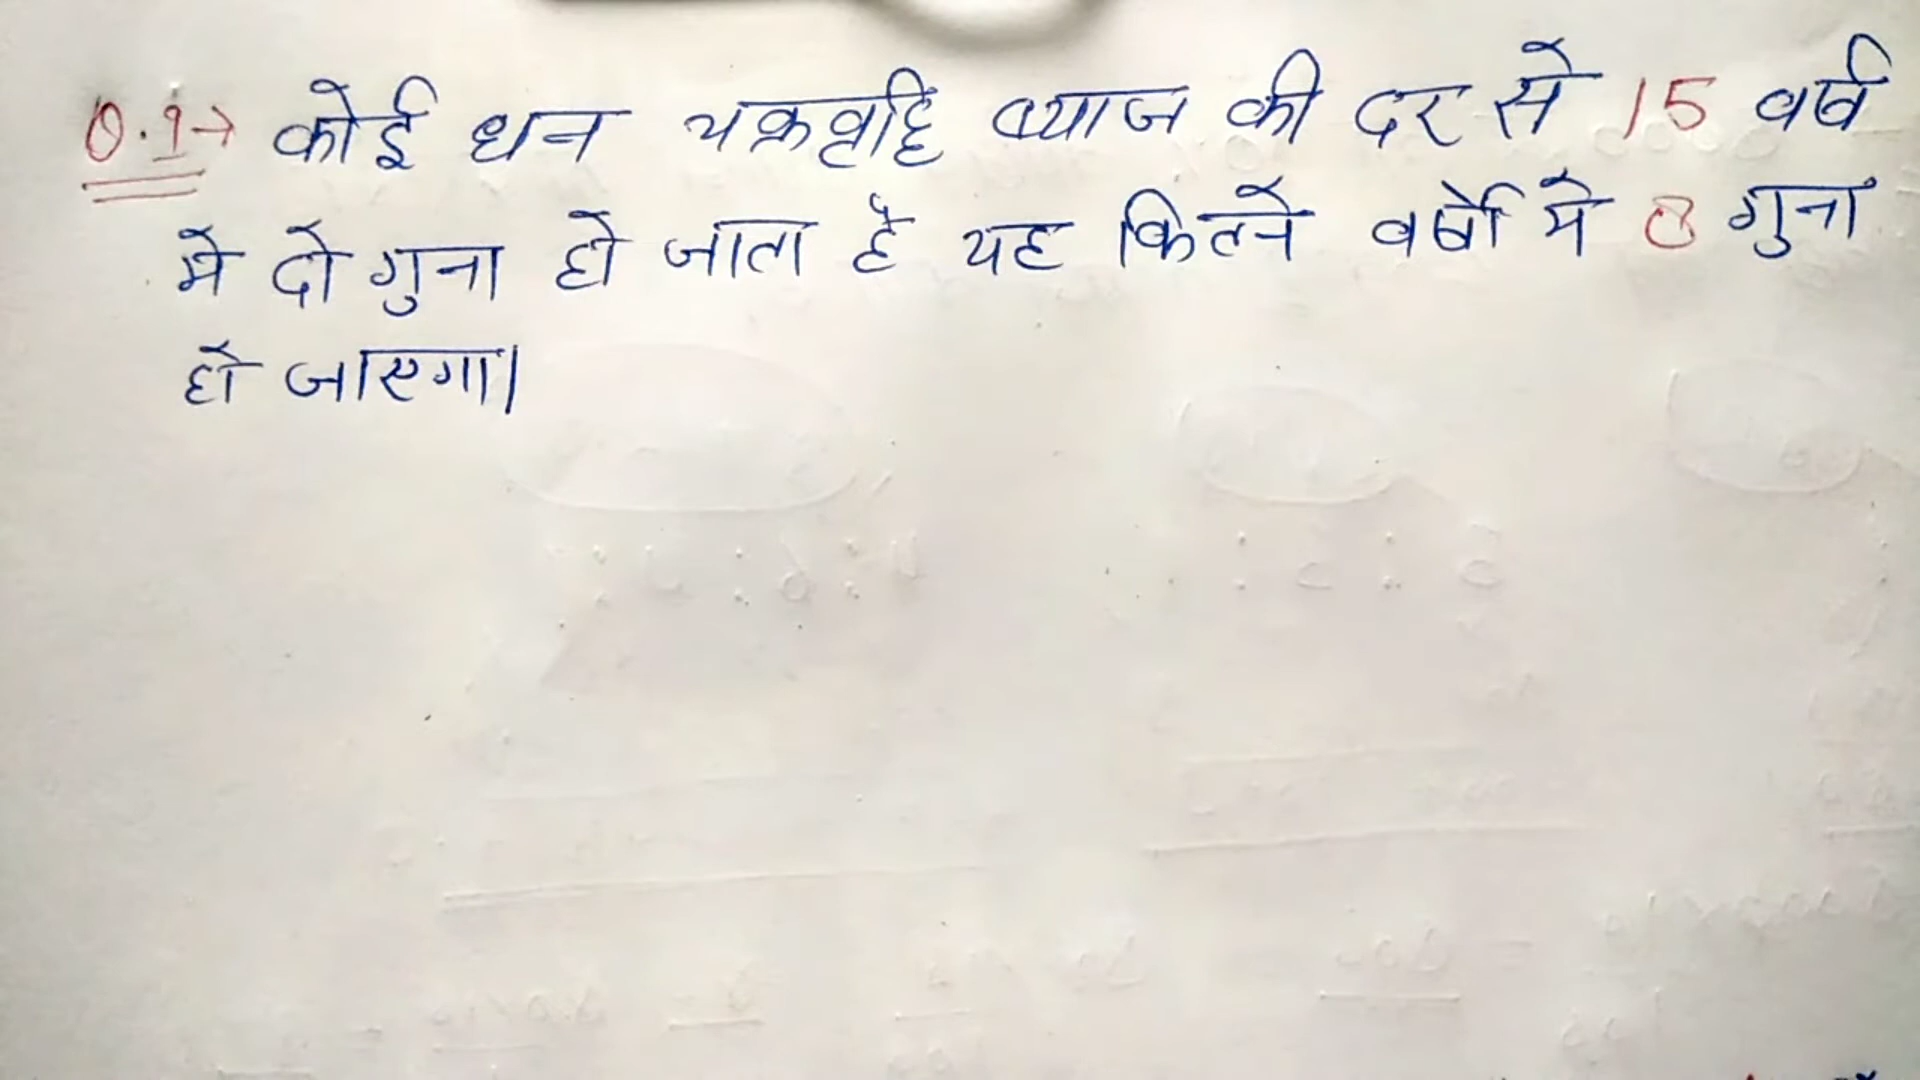 Q.1→ कोई धन चक्रवृद्धि ब्याज की दर से 15 वर्ष
मे दो गुना हो जाता है यह कितने वर्षो मे 8 गुना
हो जाएगा।